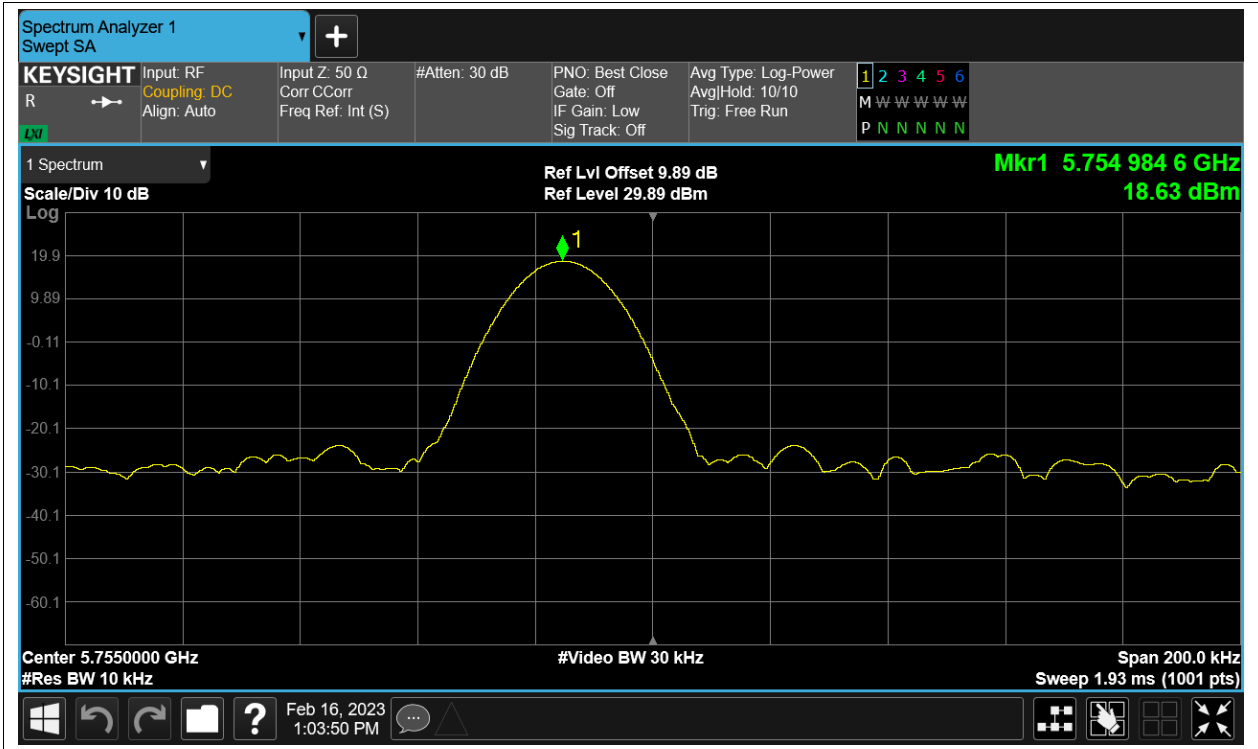 Spectrum Analyzer 1
Swept SA
KEYSIGHT
R
LXI
Input: RF
Coupling: DC
Align: Auto
Input Z: 50 Ω
Corr CCorr
Freq Ref: Int (S)
#Atten: 30 dB
PNO: Best Close
Gate: Off
IF Gain: Low
Sig Track: Off
Avg Type: Log-Power
Avg|Hold: 10/10
Trig: Free Run
1 2 3 4 5 6
M W W W W W W
P N N N N N
1 Spectrum
Scale/Div 10 dB
Log
Ref Lvl Offset 9.89 dB
Ref Level 29.89 dBm
Mkr1 5.754 984 6 GHz
18.63 dBm
1
19.9
9.89
-0.11
-10.1
-20.1
-30.1
-40.1
-50.1
-60.1
Center 5.7550000 GHz
#Res BW 10 kHz
#Video BW 30 kHz
Span 200.0 kHz
Sweep 1.93 ms (1001 pts)
?
Feb 16, 2023
1:03:50 PM